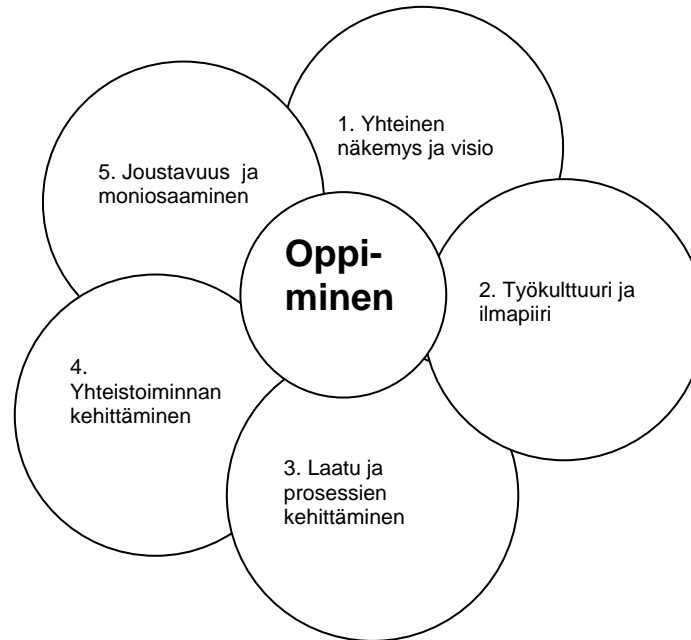 1. Yhteinen
näkemys ja visio
5. Joustavuus ja
moniosaaminen
Oppi-
minen
2. Työkulttuuri ja
ilmapiiri
4.
Yhteistoiminnan
kehittäminen
3. Laatu ja
prosessien
kehittäminen